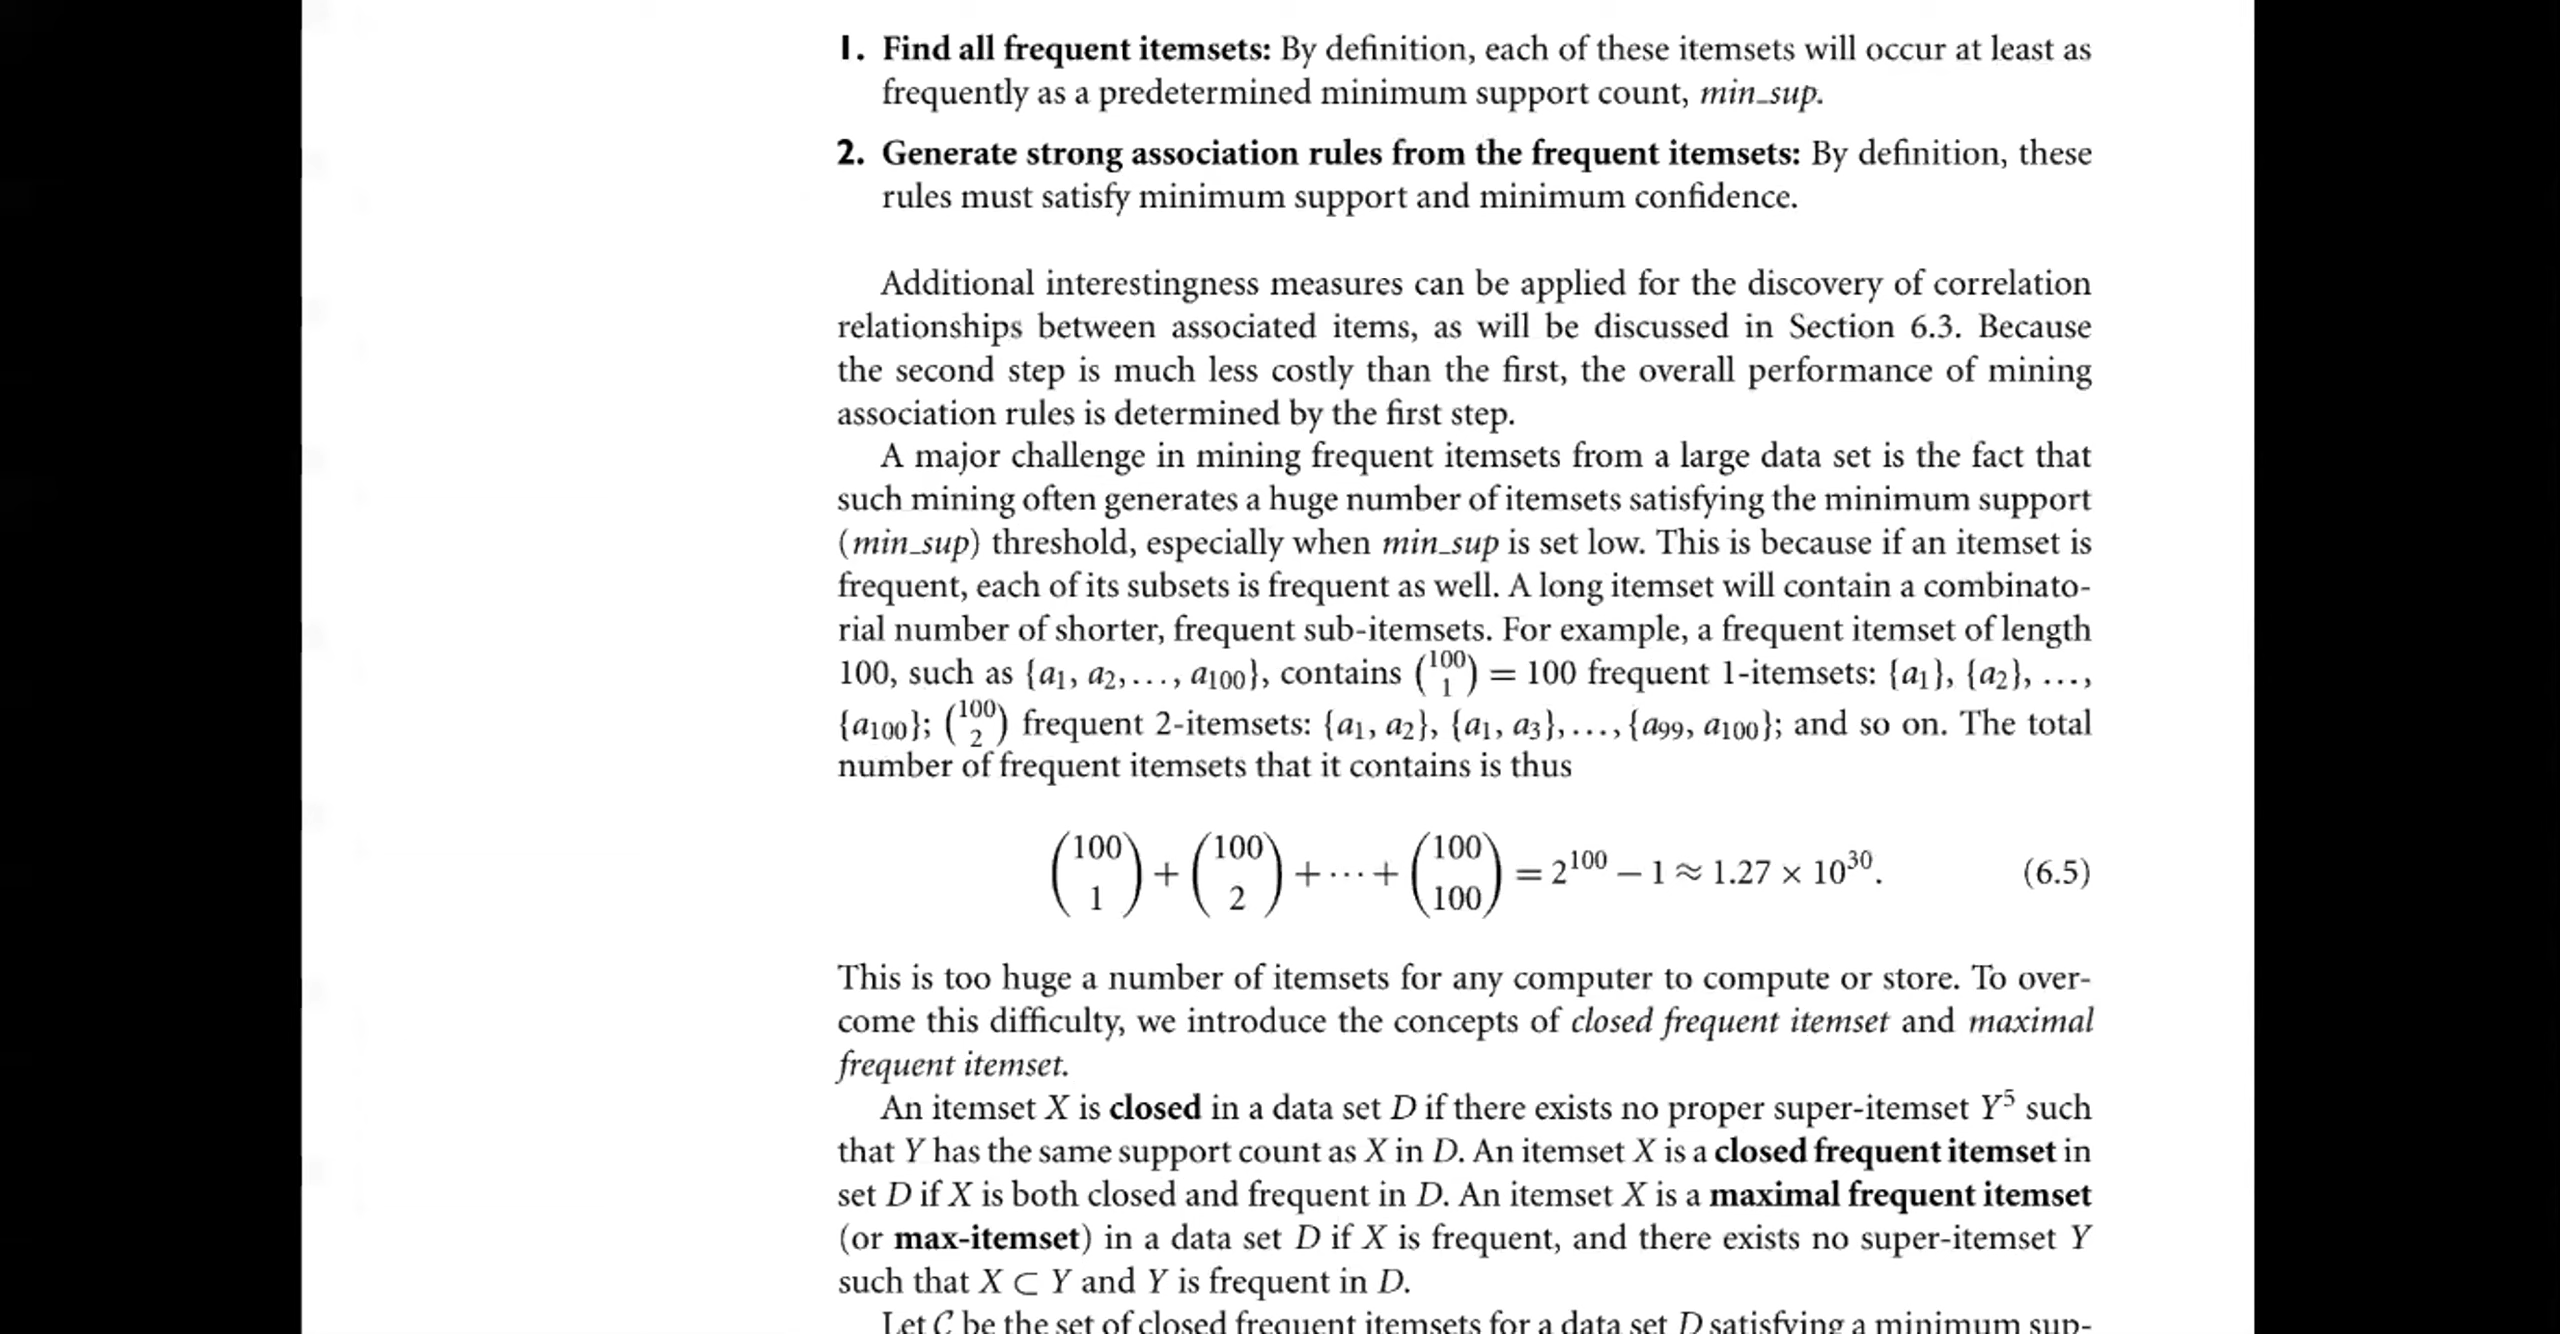 1. Find all frequent itemsets: By definition, each of these itemsets will occur at least as
frequently as a predetermined minimum support count, min_sup.
2. Generate strong association rules from the frequent itemsets: By definition, these
rules must satisfy minimum support and minimum confidence.
Additional interestingness measures can be applied for the discovery of correlation
relationships between associated items, as will be discussed in Section 6.3. Because
the second step is much less costly than the first, the overall performance of mining
association rules is determined by the first step.
A major challenge in mining frequent itemsets from a large data set is the fact that
such mining often generates a huge number of itemsets satisfying the minimum support
(min_sup) threshold, especially when min_sup is set low. This is because if an itemset is
frequent, each of its subsets is frequent as well. A long itemset will contain a combinato-
rial number of shorter, frequent sub-itemsets. For example, a frequent itemset of length
100, such as {a₁, a₂,..., a₁₀₀}, contains (100 1) = 100 frequent 1-itemsets: {a₁}, {a₂}, ...,
{a₁₀₀}; (100 2) frequent 2-itemsets: {a₁, a₂}, {a₁, a₃},..., {a₉₉, a₁₀₀}; and so on. The total
number of frequent itemsets that it contains is thus
(100 1) + (100 2) + ⋯ + (100 100) = 2¹⁰⁰ − 1 ≈ 1.27 × 10³⁰. (6.5)
This is too huge a number of itemsets for any computer to compute or store. To over-
come this difficulty, we introduce the concepts of closed frequent itemset and maximal
frequent itemset.
An itemset X is closed in a data set D if there exists no proper super-itemset Y⁵ such
that Y has the same support count as X in D. An itemset X is a closed frequent itemset in
set D if X is both closed and frequent in D. An itemset X is a maximal frequent itemset
(or max-itemset) in a data set D if X is frequent, and there exists no super-itemset Y
such that X ⊂ Y and Y is frequent in D.
Let C be the set of closed frequent itemsets for a data set D satisfying a minimum sup-